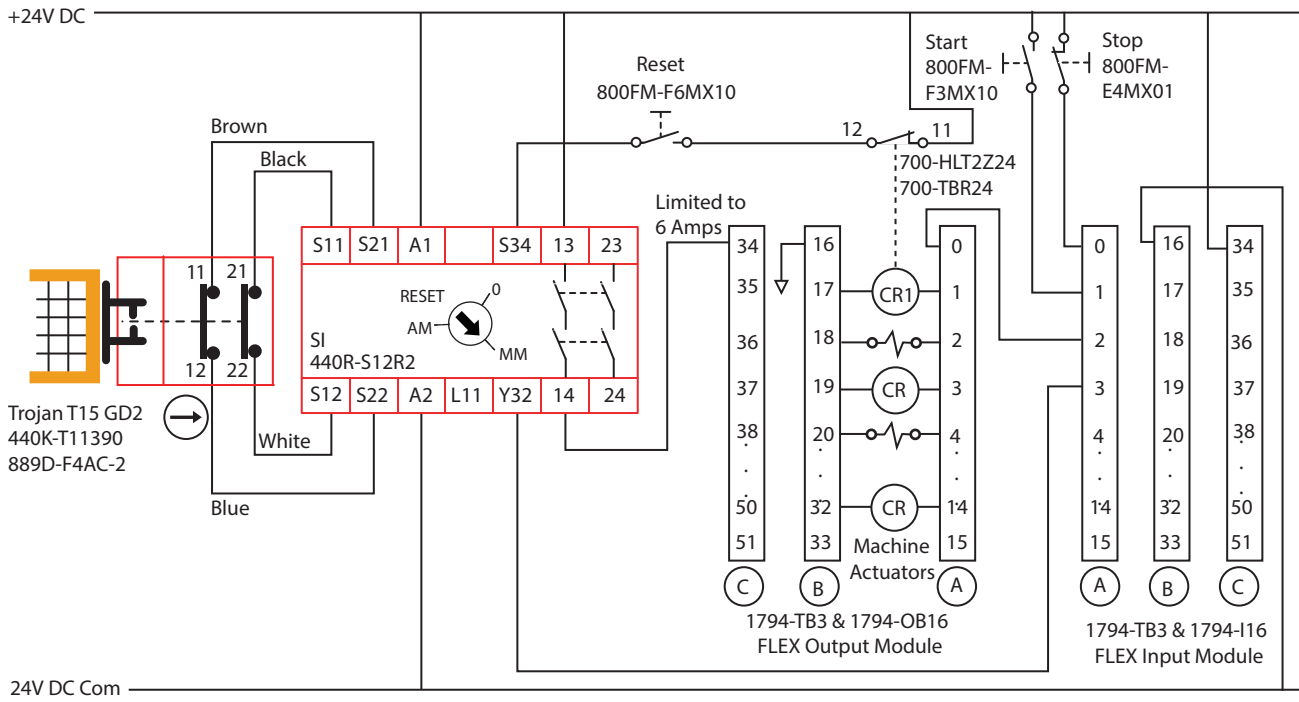 +24V DC
Reset
800FM-F6MX10
Start
800FM-
F3MX10
Stop
800FM-
E4MX01
Brown
Black
12
11
700-HLT2Z24
700-TBR24
Limited to
6 Amps
S11 S21 A1 S34 13 23
RESET
0
AM
MM
SI
440R-S12R2
S12 S22 A2 L11 Y32 14 24
11 21
12 22
Trojan T15 GD2
440K-T11390
889D-F4AC-2
White
Blue
34
35
36
37
38
50
51
C
16
17
18
19
20
32
33
B
CR1
CR
CR
Machine
Actuators
0
1
2
3
4
14
15
A
1794-TB3 & 1794-OB16
FLEX Output Module
0
1
2
3
4
14
15
A
16
17
18
19
20
32
33
B
34
35
36
37
38
50
51
C
1794-TB3 & 1794-I16
FLEX Input Module
24V DC Com